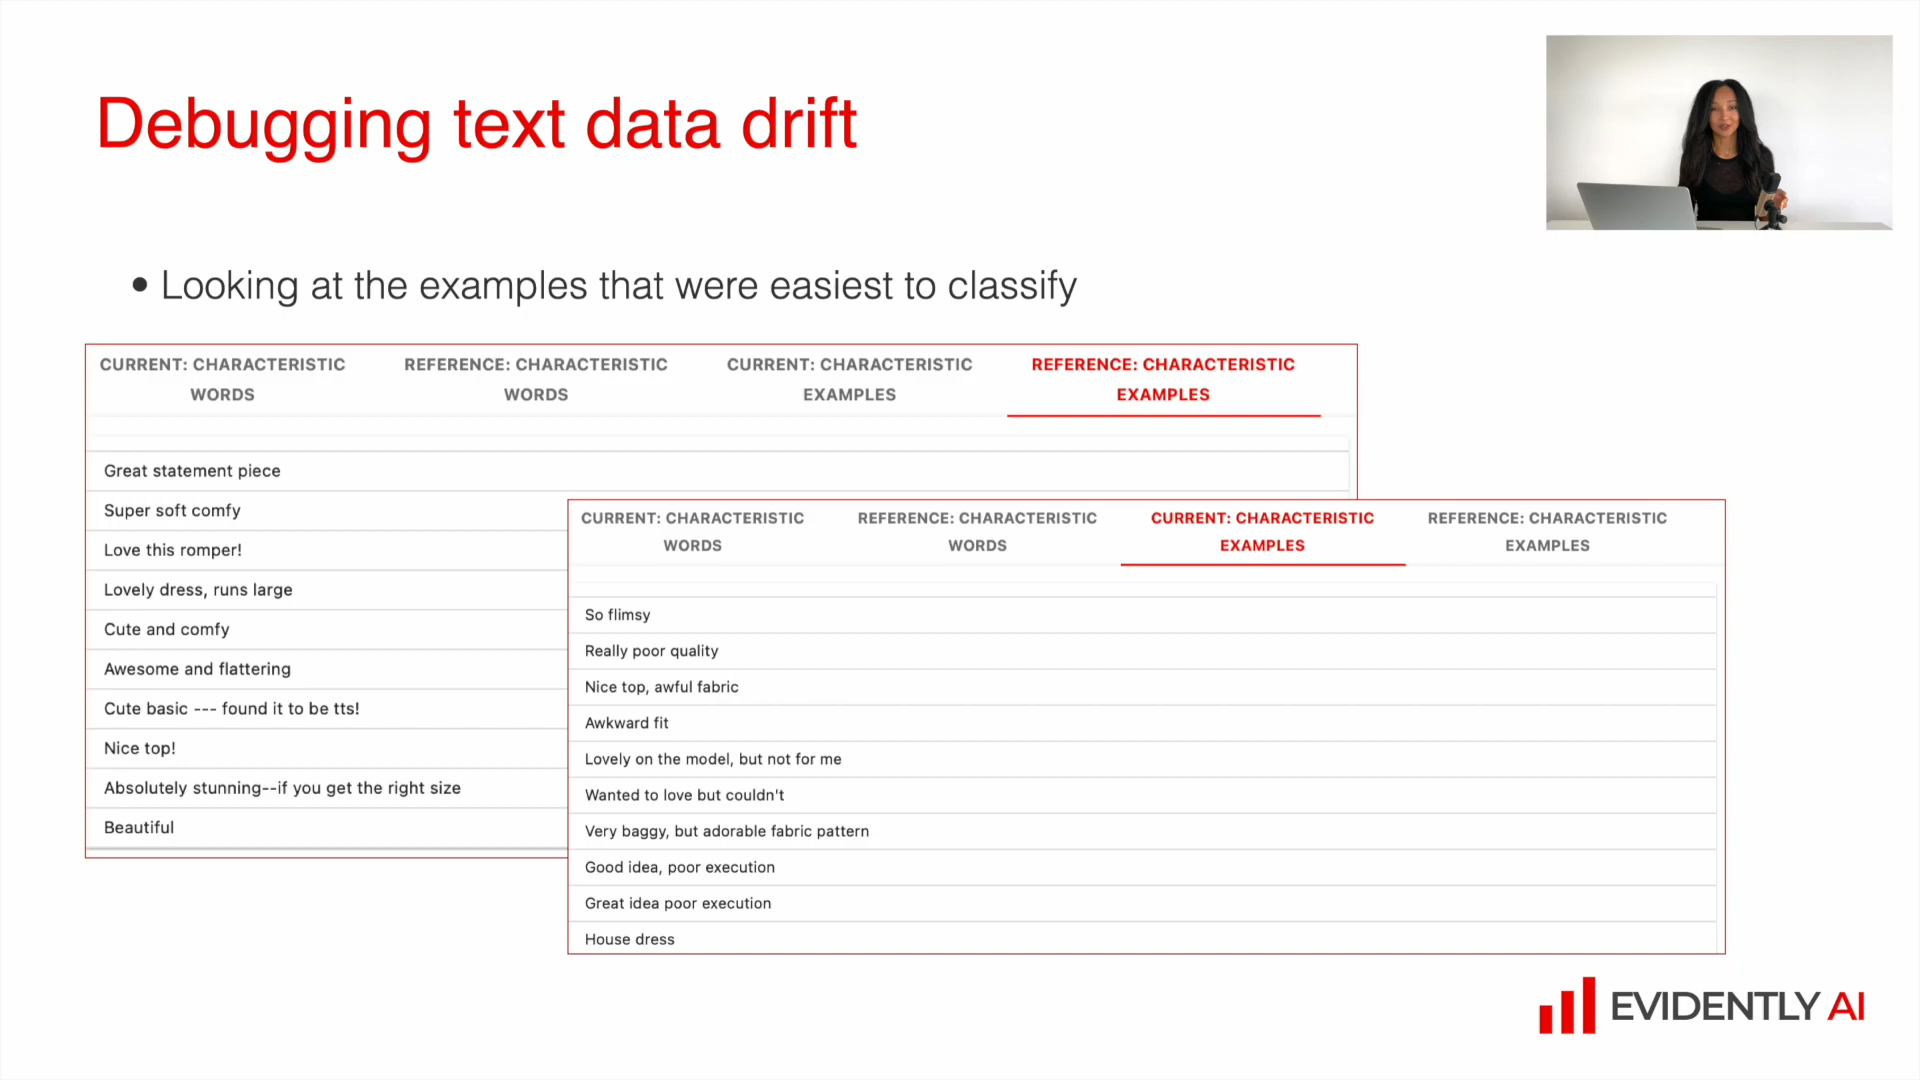 Debugging text data drift
• Looking at the examples that were easiest to classify
CURRENT: CHARACTERISTIC WORDS
REFERENCE: CHARACTERISTIC WORDS
CURRENT: CHARACTERISTIC EXAMPLES
REFERENCE: CHARACTERISTIC EXAMPLES
Great statement piece
Super soft comfy
Love this romper!
Lovely dress, runs large
Cute and comfy
Awesome and flattering
Cute basic --- found it to be tts!
Nice top!
Absolutely stunning--if you get the right size
Beautiful
CURRENT: CHARACTERISTIC WORDS
REFERENCE: CHARACTERISTIC WORDS
CURRENT: CHARACTERISTIC EXAMPLES
REFERENCE: CHARACTERISTIC EXAMPLES
So flimsy
Really poor quality
Nice top, awful fabric
Awkward fit
Lovely on the model, but not for me
Wanted to love but couldn't
Very baggy, but adorable fabric pattern
Good idea, poor execution
Great idea poor execution
House dress
EVIDENTLY AI